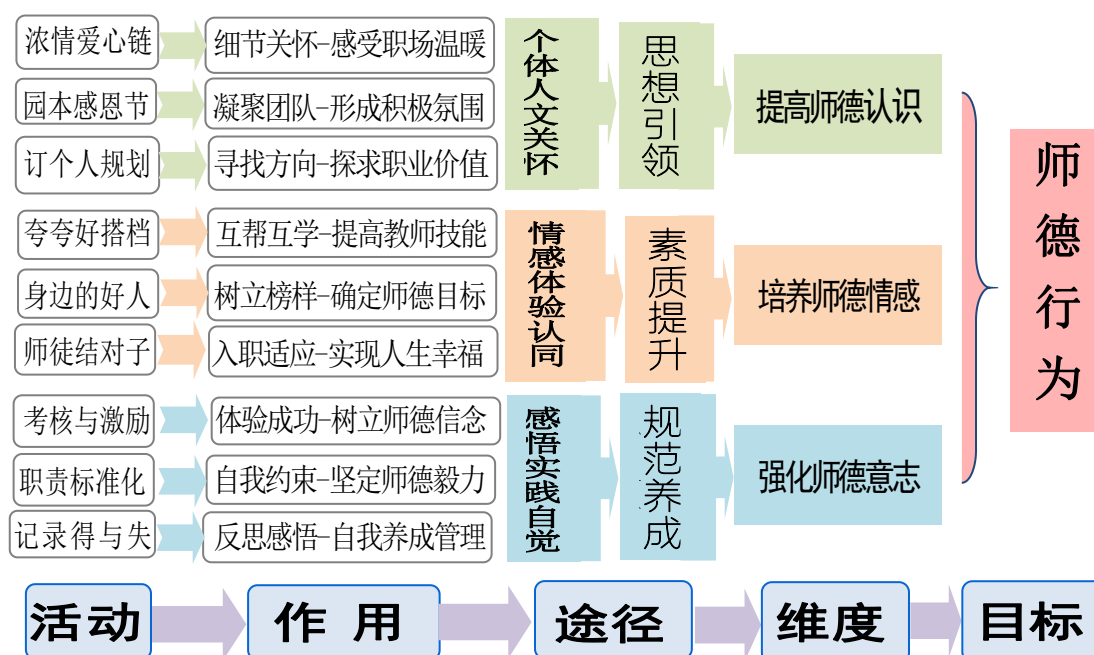 浓情爱心链
细节关怀-感受职场温暖
园本感恩节
凝聚团队-形成积极氛围
订个人规划
寻找方向-探求职业价值
个体人文关怀
思想引领
提高师德认识
夸夸好搭档
互帮互学-提高教师技能
身边的好人
树立榜样-确定师德目标
师徒结对子
入职适应-实现人生幸福
情感体验认同
素质提升
培养师德情感
考核与激励
体验成功-树立师德信念
职责标准化
自我约束-坚定师德毅力
记录得与失
反思感悟-自我养成管理
感悟实践自觉
规范养成
强化师德意志
师德行为
活动
作用
途径
维度
目标